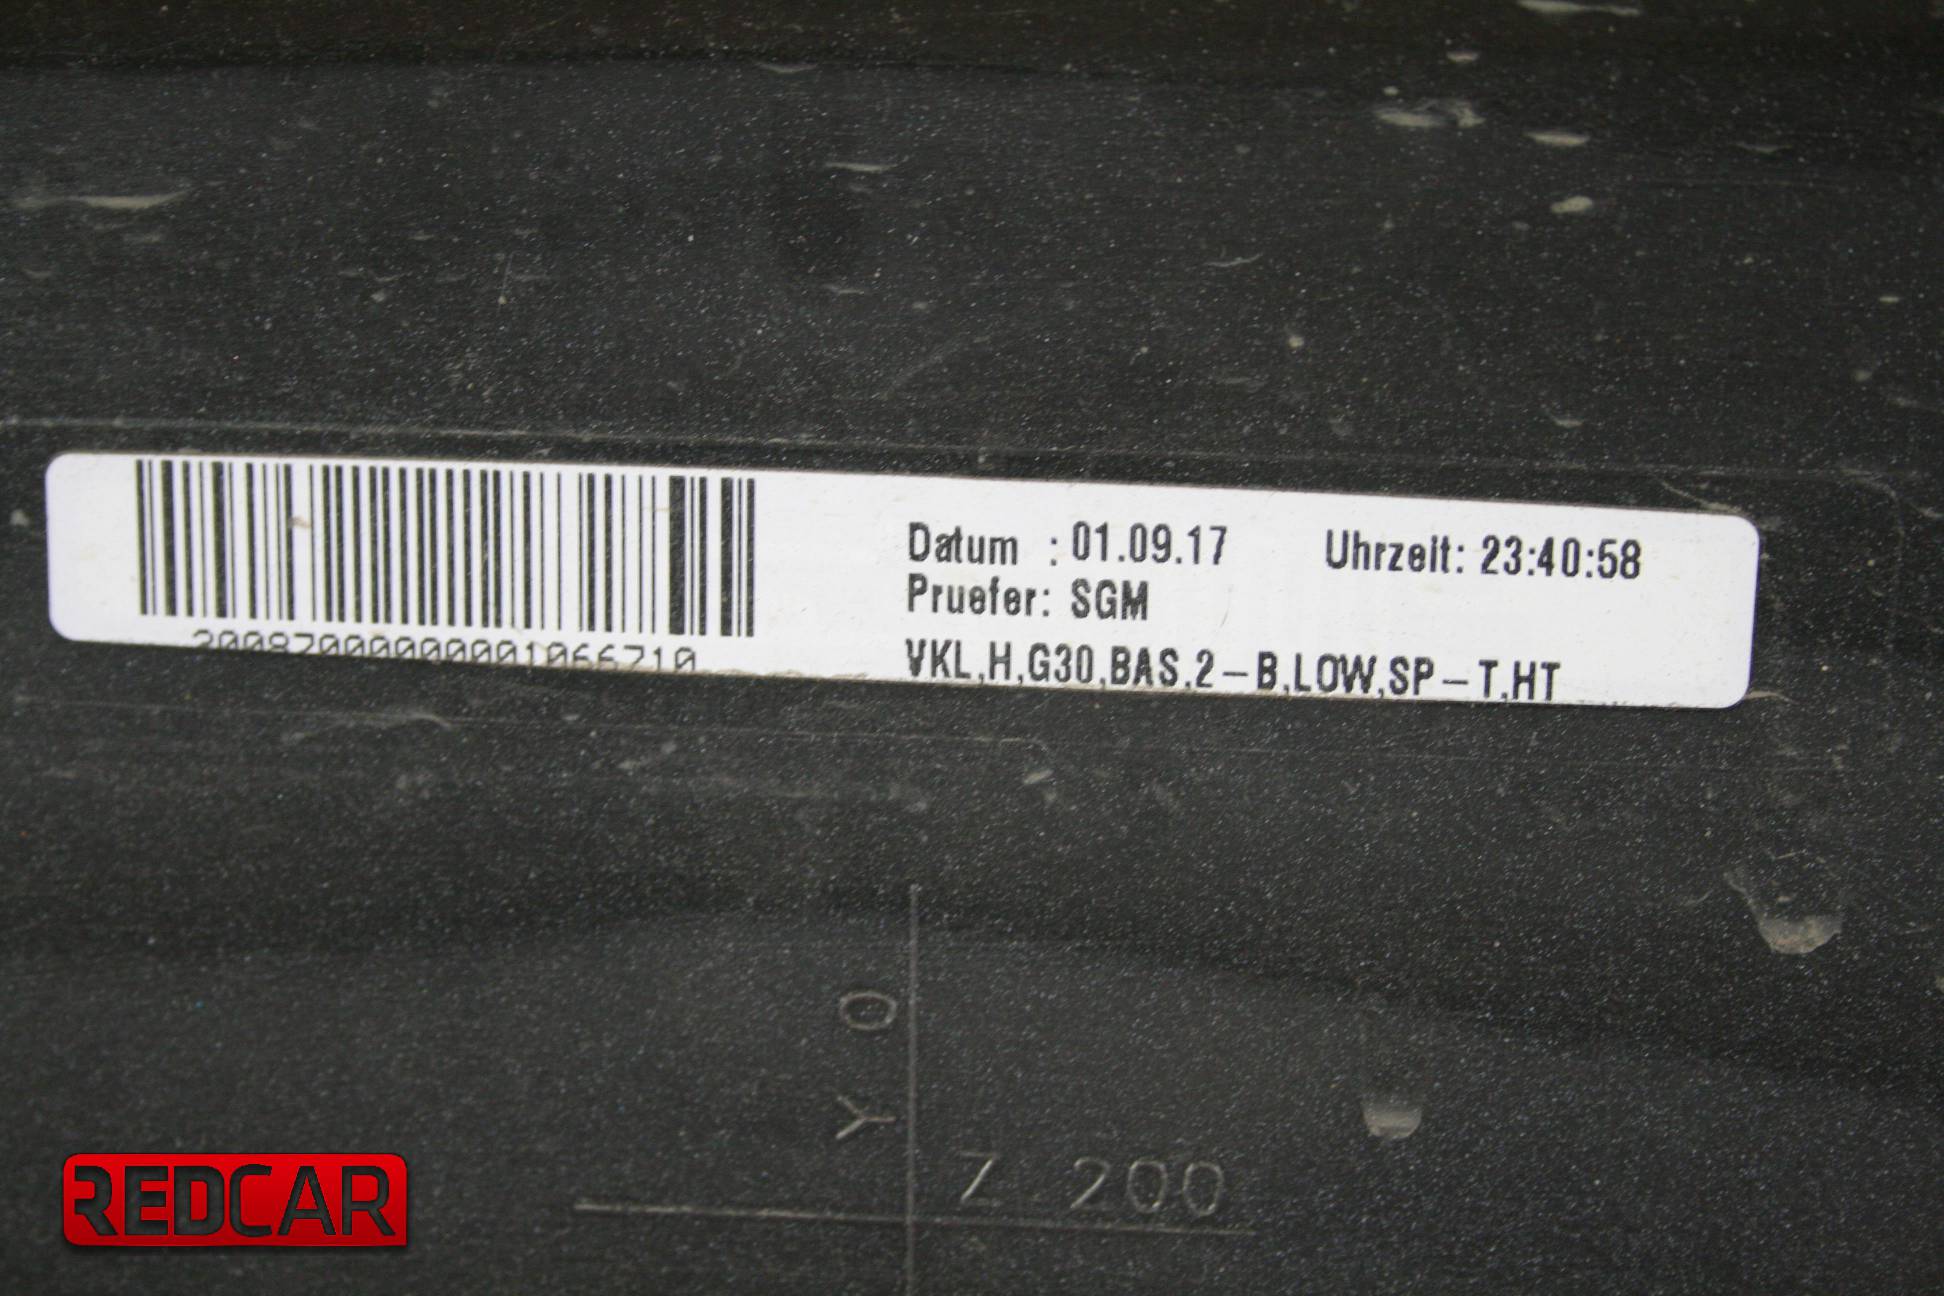 Datum : 01.09.17 Uhrzeit: 23:40:58
Pruefer: SGM
VKL,H,G30,BAS,2-B,LOW,SP-T,HT
Y 0
Z 200
REDCAR